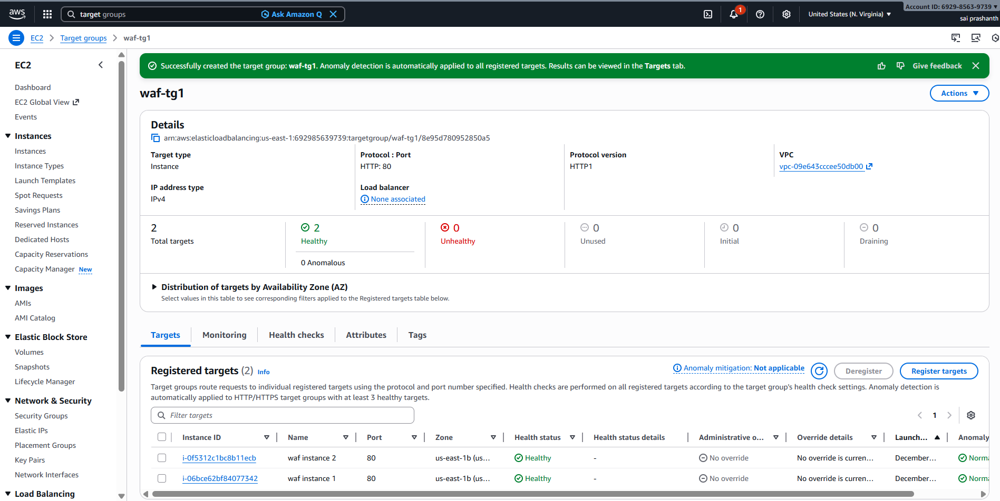 aws
target groups
Ask Amazon Q
1
United States (N. Virginia)
Account ID: 6929-8563-9739
sai prashanth
EC2 > Target groups > waf-tg1
EC2
Dashboard
EC2 Global View
Events
Instances
Instances
Instance Types
Launch Templates
Spot Requests
Savings Plans
Reserved Instances
Dedicated Hosts
Capacity Reservations
Capacity Manager New
Images
AMIs
AMI Catalog
Elastic Block Store
Volumes
Snapshots
Lifecycle Manager
Network & Security
Security Groups
Elastic IPs
Placement Groups
Key Pairs
Network Interfaces
Load Balancing
Successfully created the target group: waf-tg1. Anomaly detection is automatically applied to all registered targets. Results can be viewed in the Targets tab.
Give feedback
waf-tg1
Actions
Details
arn:aws:elasticloadbalancing:us-east-1:692985639739:targetgroup/waf-tg1/8e95d780952850a5
Target type
Instance
Protocol : Port
HTTP: 80
Protocol version
HTTP1
VPC
vpc-09e643cccee50db00
IP address type
IPv4
Load balancer
None associated
2
Total targets
2
Healthy
0 Anomalous
0
Unhealthy
0
Unused
0
Initial
0
Draining
Distribution of targets by Availability Zone (AZ)
Select values in this table to see corresponding filters applied to the Registered targets table below.
Targets Monitoring Health checks Attributes Tags
Registered targets (2) Info
Anomaly mitigation: Not applicable
Deregister
Register targets
Target groups route requests to individual registered targets using the protocol and port number specified. Health checks are performed on all registered targets according to the target group's health check settings. Anomaly detection is
automatically applied to HTTP/HTTPS target groups with at least 3 healthy targets.
Filter targets
1
Instance ID Name Port Zone Health status Health status details Administrative o... Override details Launch... Anomaly
i-0f5312c1bc8b11ecb waf instance 2 80 us-east-1b (us... Healthy - No override No override is curren... December... Norma
i-06bce62bf84077342 waf instance 1 80 us-east-1b (us... Healthy - No override No override is curren... December... Norma